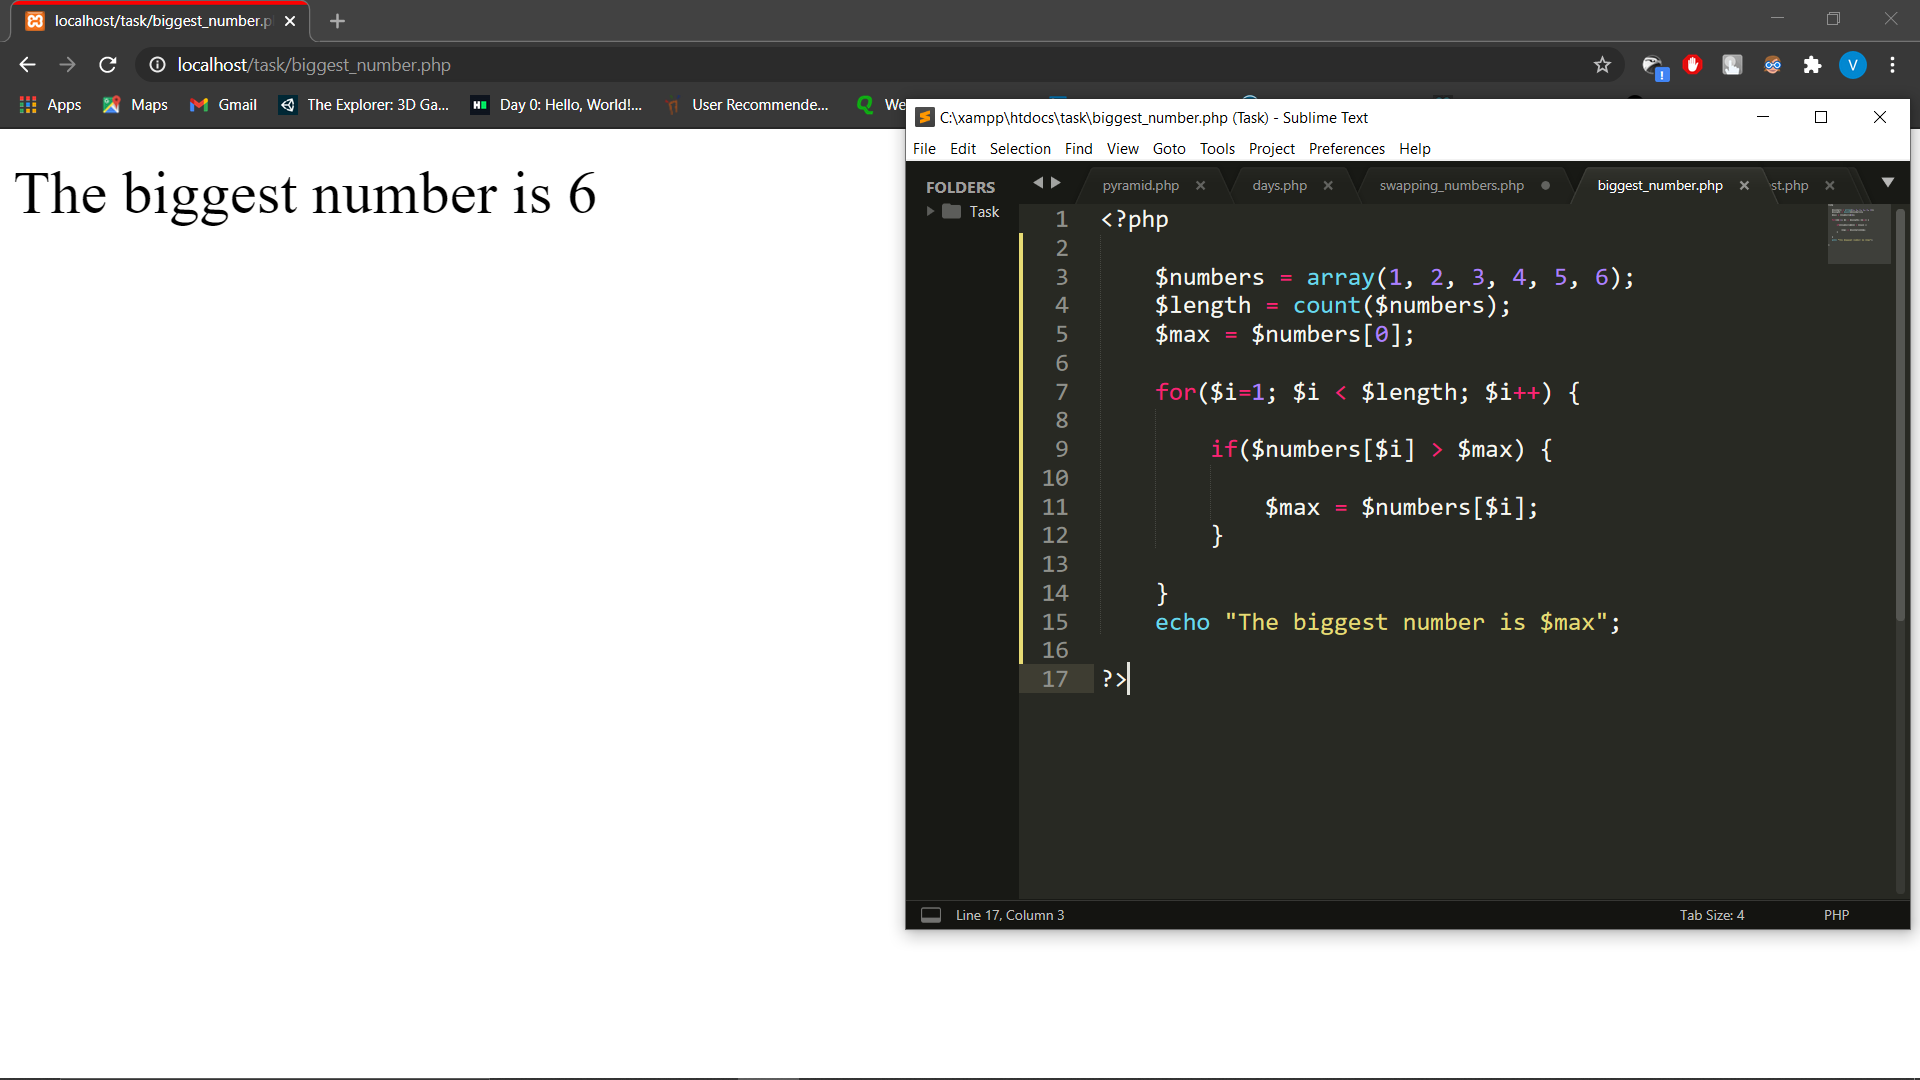 localhost/task/biggest_number.p
localhost/task/biggest_number.php
V
Apps
Maps
Gmail
The Explorer: 3D Ga...
Day 0: Hello, World!...
User Recommende...
We
The biggest number is 6
C:\xampp\htdocs\task\biggest_number.php (Task) - Sublime Text
File Edit Selection Find View Goto Tools Project Preferences Help
FOLDERS
Task
pyramid.php
days.php
swapping_numbers.php
biggest_number.php
st.php
1 <?php
2
3 $numbers = array(1, 2, 3, 4, 5, 6);
4 $length = count($numbers);
5 $max = $numbers[0];
6
7 for($i=1; $i < $length; $i++) {
8
9 if($numbers[$i] > $max) {
10
11 $max = $numbers[$i];
12 }
13
14 }
15 echo "The biggest number is $max";
16
17 ?>
Line 17, Column 3
Tab Size: 4
PHP